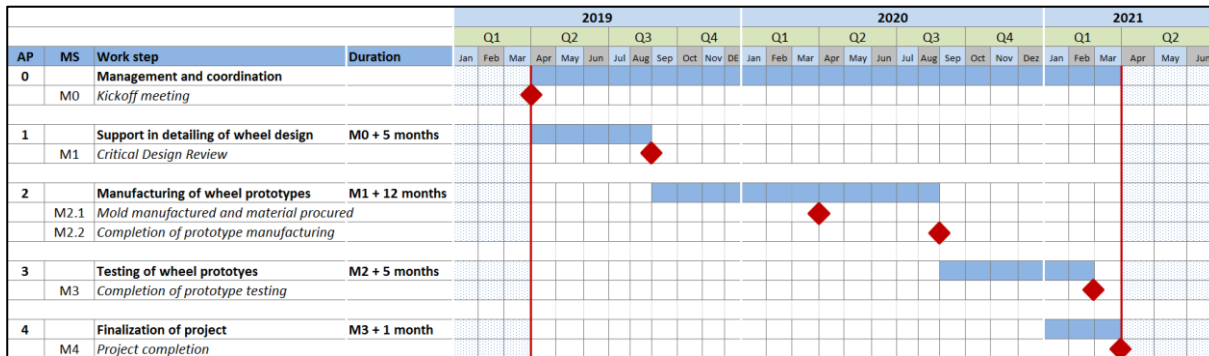 2019 2020 2021
Q1 Q2 Q3 Q4 Q1 Q2 Q3 Q4 Q1 Q2
AP MS Work step Duration Jan Feb Mar Apr May Jun Jul Aug Sep Oct Nov DE Jan Feb Mar Apr May Jun Jul Aug Sep Oct Nov Dez Jan Feb Mar Apr May Jun
0 Management and coordination
M0 Kickoff meeting
1 Support in detailing of wheel design M0 + 5 months
M1 Critical Design Review
2 Manufacturing of wheel prototypes M1 + 12 months
M2.1 Mold manufactured and material procured
M2.2 Completion of prototype manufacturing
3 Testing of wheel prototyes M2 + 5 months
M3 Completion of prototype testing
4 Finalization of project M3 + 1 month
M4 Project completion